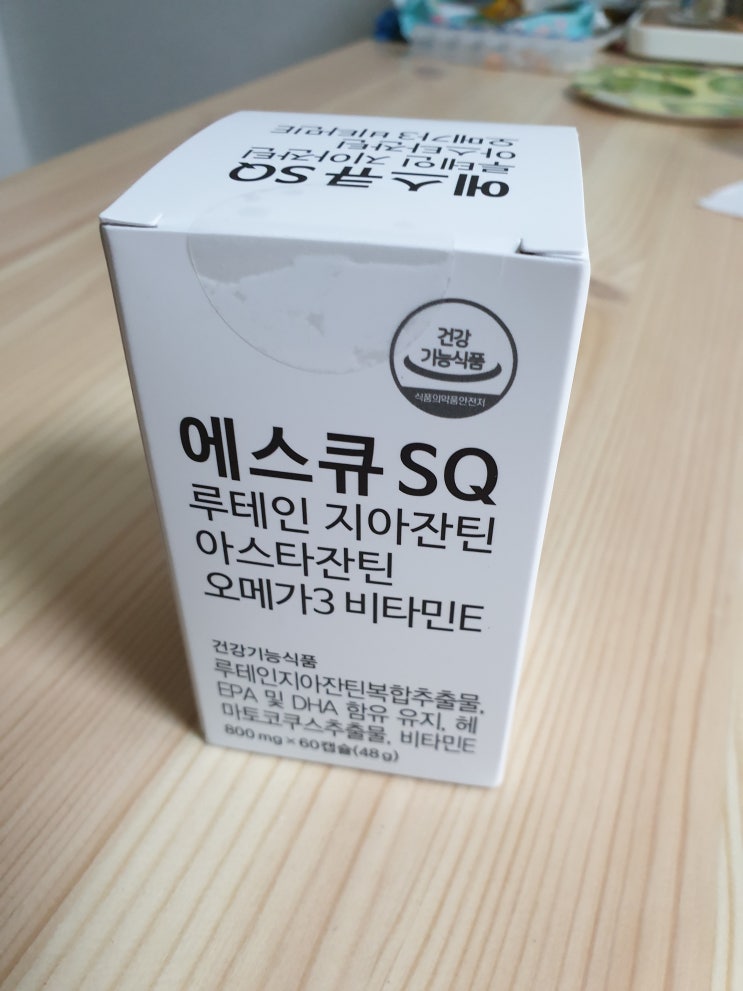 에스큐 SQ
루테인 지아잔틴
아스타잔틴
오메가3 비타민E
건강
기능식품
식품의약품안전처
에스큐 SQ
루테인 지아잔틴
아스타잔틴
오메가3 비타민E
건강기능식품
루테인지아잔틴복합추출물,
EPA 및 DHA 함유 유지, 헤
마토코쿠스추출물, 비타민E
800 mg × 60캡슐(48 g)